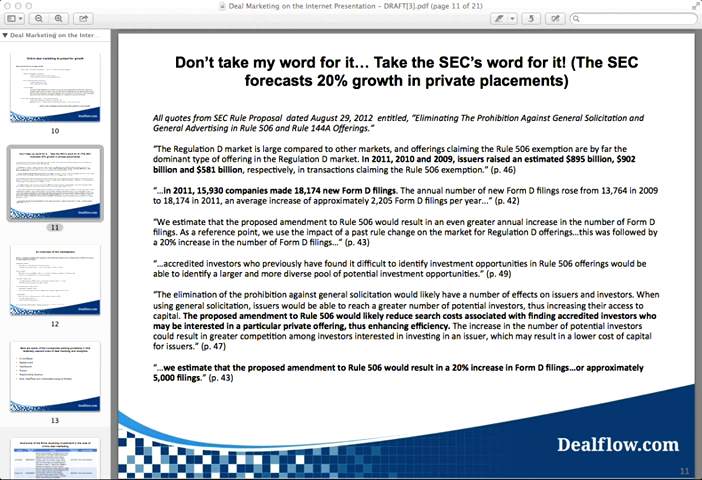 Deal Marketing on the Internet Presentation – DRAFT[3].pdf (page 11 of 21)
Deal Marketing on the Inter...
10
11
12
13
Don't take my word for it... Take the SEC's word for it! (The SEC
forecasts 20% growth in private placements)
All quotes from SEC Rule Proposal dated August 29, 2012 entitled, "Eliminating The Prohibition Against General Solicitation and
General Advertising in Rule 506 and Rule 144A Offerings."
"The Regulation D market is large compared to other markets, and offerings claiming the Rule 506 exemption are by far the
dominant type of offering in the Regulation D market. In 2011, 2010 and 2009, issuers raised an estimated $895 billion, $902
billion and $581 billion, respectively, in transactions claiming the Rule 506 exemption." (p. 46)
"...in 2011, 15,930 companies made 18,174 new Form D filings. The annual number of new Form D filings rose from 13,764 in 2009
to 18,174 in 2011, an average increase of approximately 2,205 Form D filings per year..." (p. 42)
"We estimate that the proposed amendment to Rule 506 would result in an even greater annual increase in the number of Form D
filings. As a reference point, we use the impact of a past rule change on the market for Regulation D offerings...this was followed by
a 20% increase in the number of Form D filings..." (p. 43)
"...accredited investors who previously have found it difficult to identify investment opportunities in Rule 506 offerings would be
able to identify a larger and more diverse pool of potential investment opportunities." (p. 49)
"The elimination of the prohibition against general solicitation would likely have a number of effects on issuers and investors. When
using general solicitation, issuers would be able to reach a greater number of potential investors, thus increasing their access to
capital. The proposed amendment to Rule 506 would likely reduce search costs associated with finding accredited investors who
may be interested in a particular private offering, thus enhancing efficiency. The increase in the number of potential investors
could result in greater competition among investors interested in investing in an issuer, which may result in a lower cost of capital
for issuers." (p. 47)
"...we estimate that the proposed amendment to Rule 506 would result in a 20% increase in Form D filings...or approximately
5,000 filings." (p. 43)
Dealflow.com
11